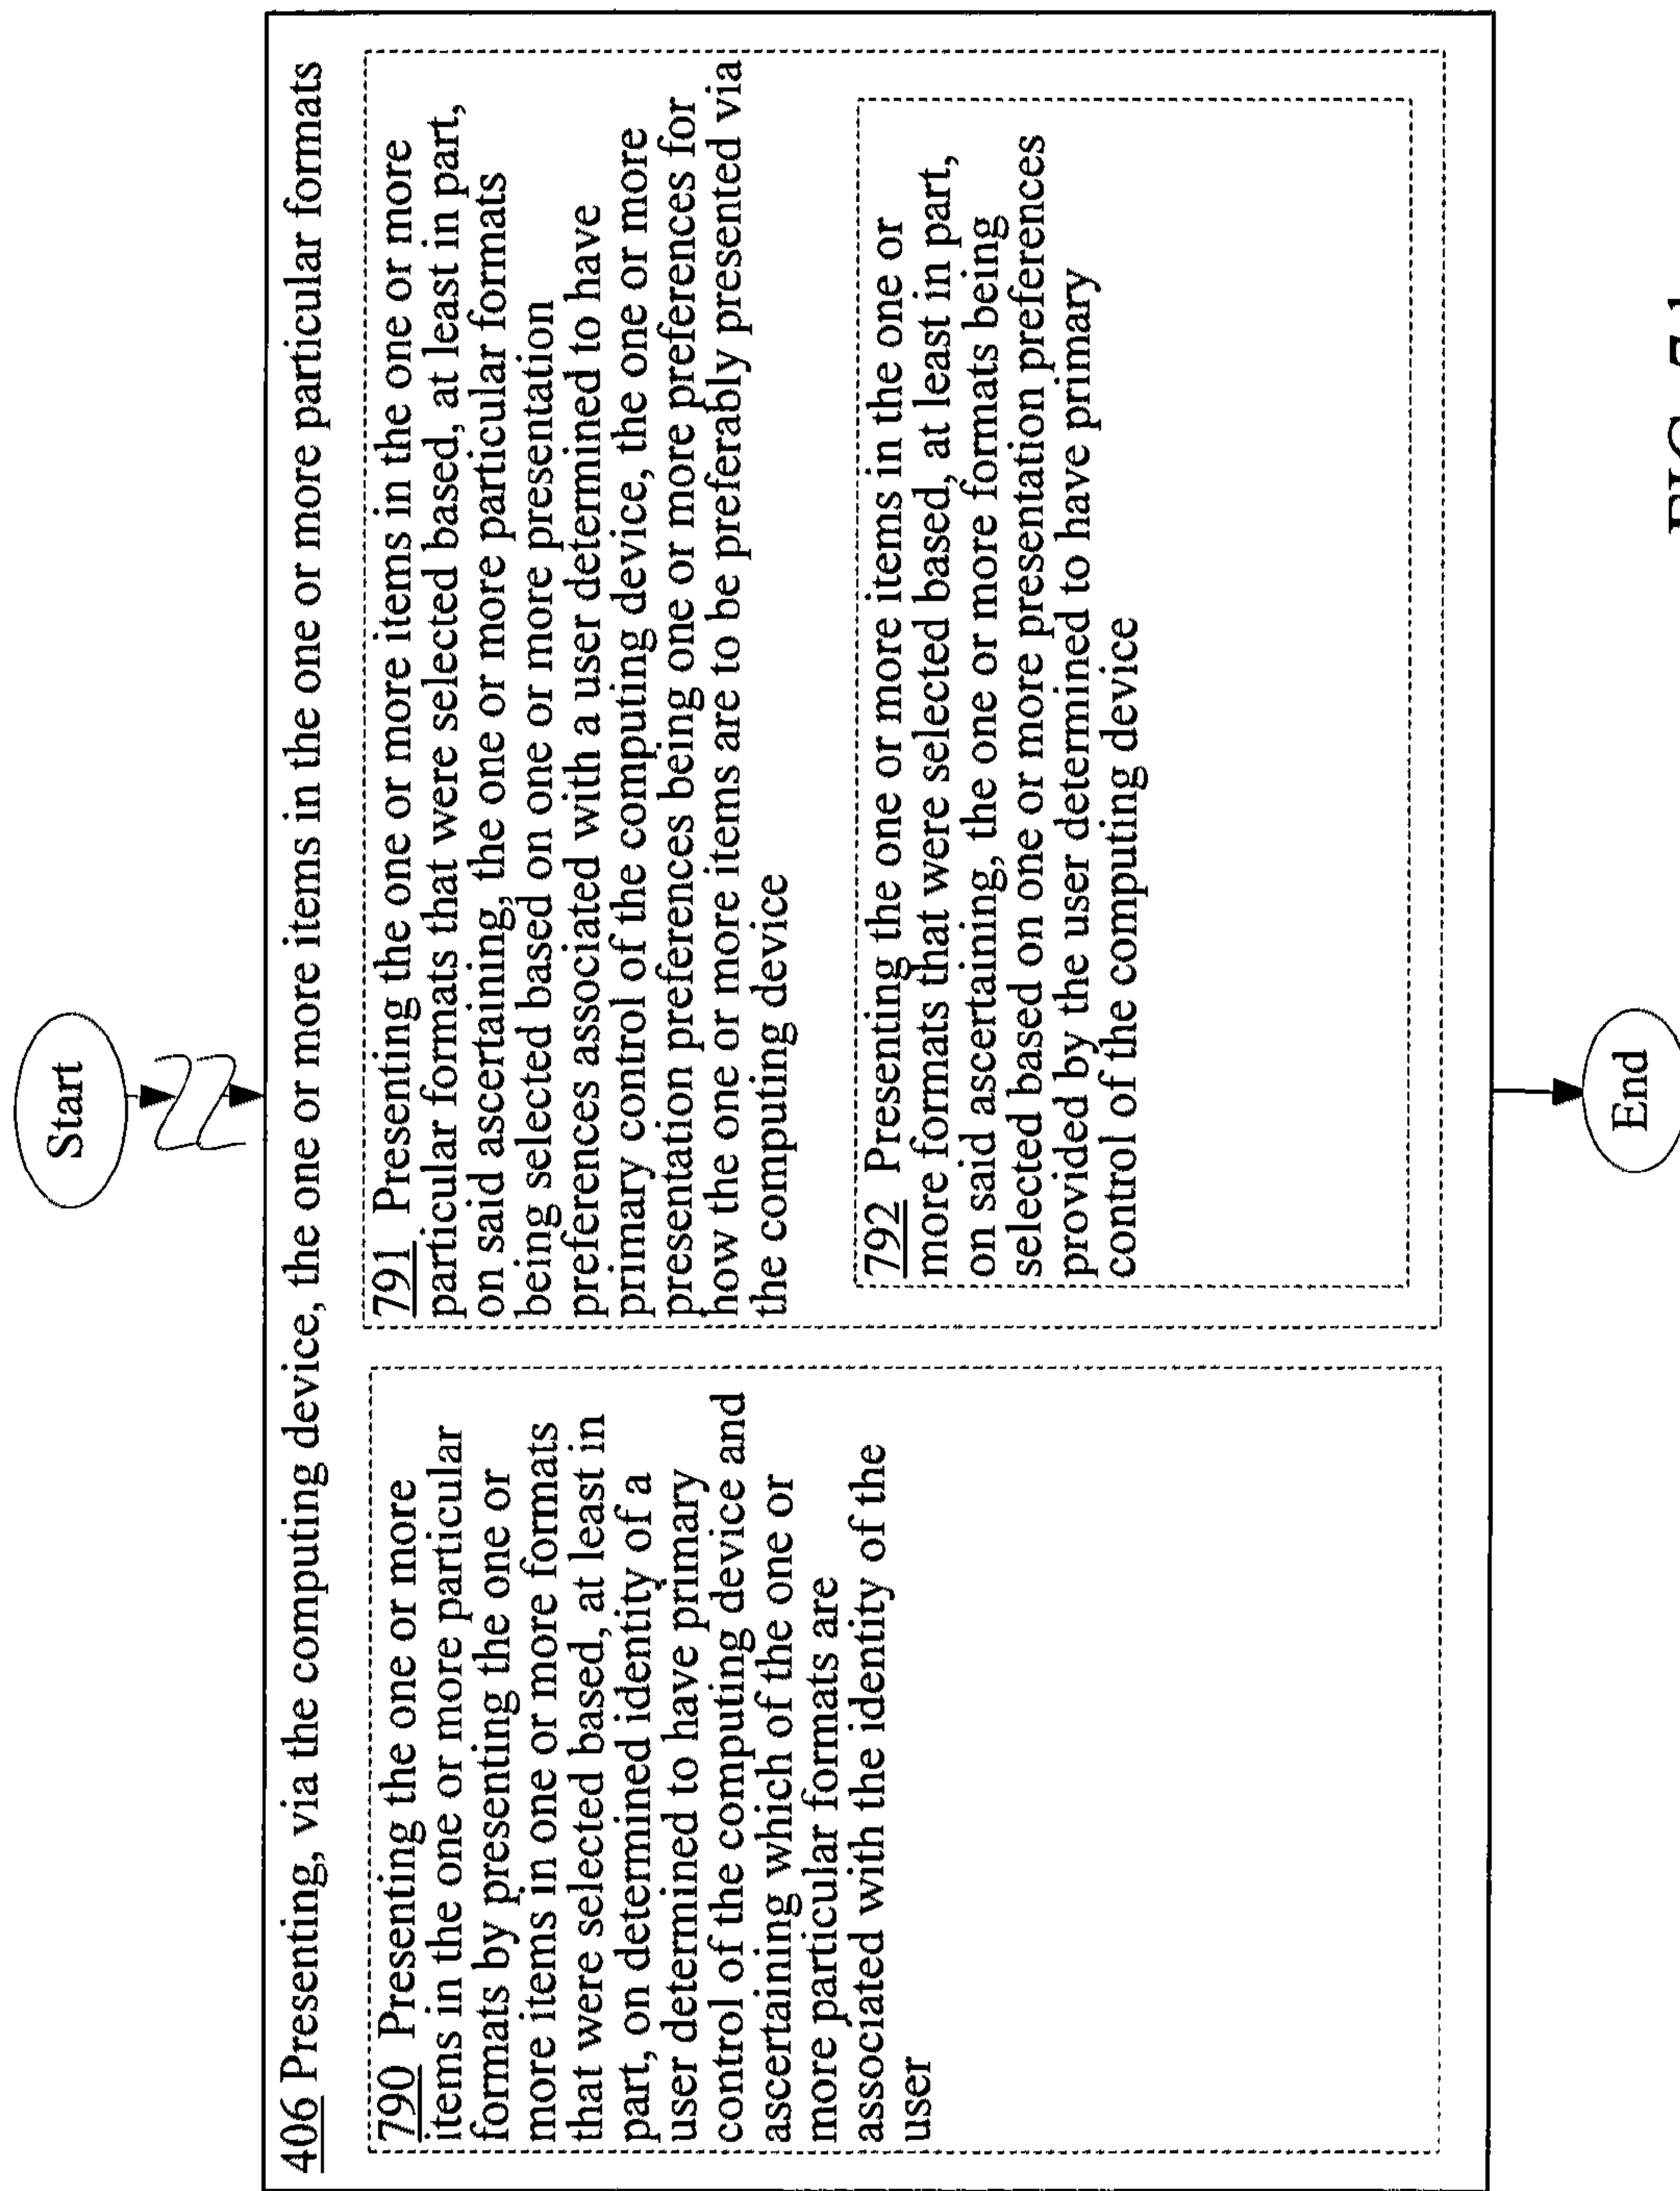 Start
406 Presenting, via the computing device, the one or more items in the one or more particular formats
790 Presenting the one or more
items in the one or more particular
formats by presenting the one or
more items in one or more formats
that were selected based, at least in
part, on determined identity of a
user determined to have primary
control of the computing device and
ascertaining which of the one or
more particular formats are
associated with the identity of the
user
791 Presenting the one or more items in the one or more
particular formats that were selected based, at least in part,
on said ascertaining, the one or more particular formats
being selected based on one or more presentation
preferences associated with a user determined to have
primary control of the computing device, the one or more
presentation preferences being one or more preferences for
how the one or more items are to be preferably presented via
the computing device
792 Presenting the one or more items in the one or
more formats that were selected based, at least in part,
on said ascertaining, the one or more formats being
selected based on one or more presentation preferences
provided by the user determined to have primary
control of the computing device
End